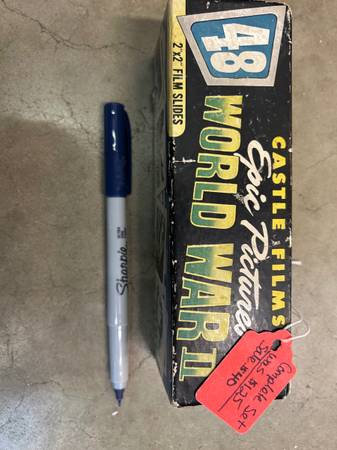 48
2"x2" FILM SLIDES
CASTLE FILMS
Epic Pictures
WORLD WAR II
Complete Set
was $125
Sale $40
Sharpie